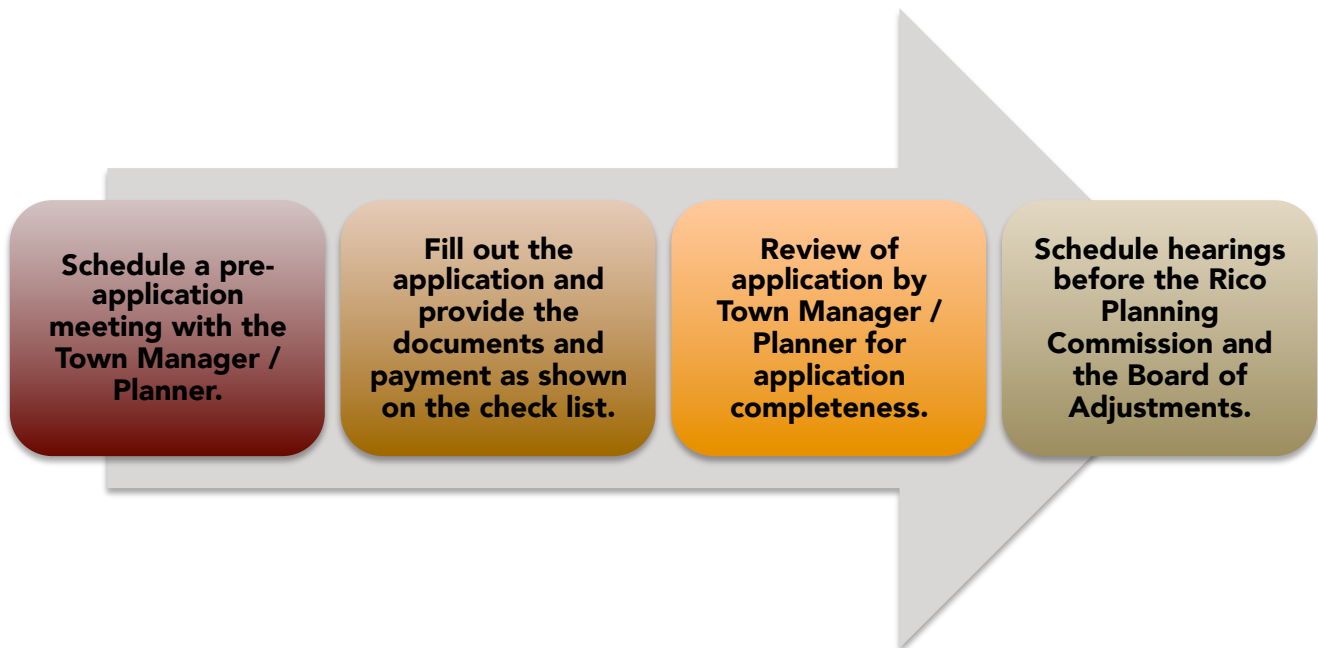 Schedule a pre-
application
meeting with the
Town Manager /
Planner.
Fill out the
application and
provide the
documents and
payment as shown
on the check list.
Review of
application by
Town Manager /
Planner for
application
completeness.
Schedule hearings
before the Rico
Planning
Commission and
the Board of
Adjustments.